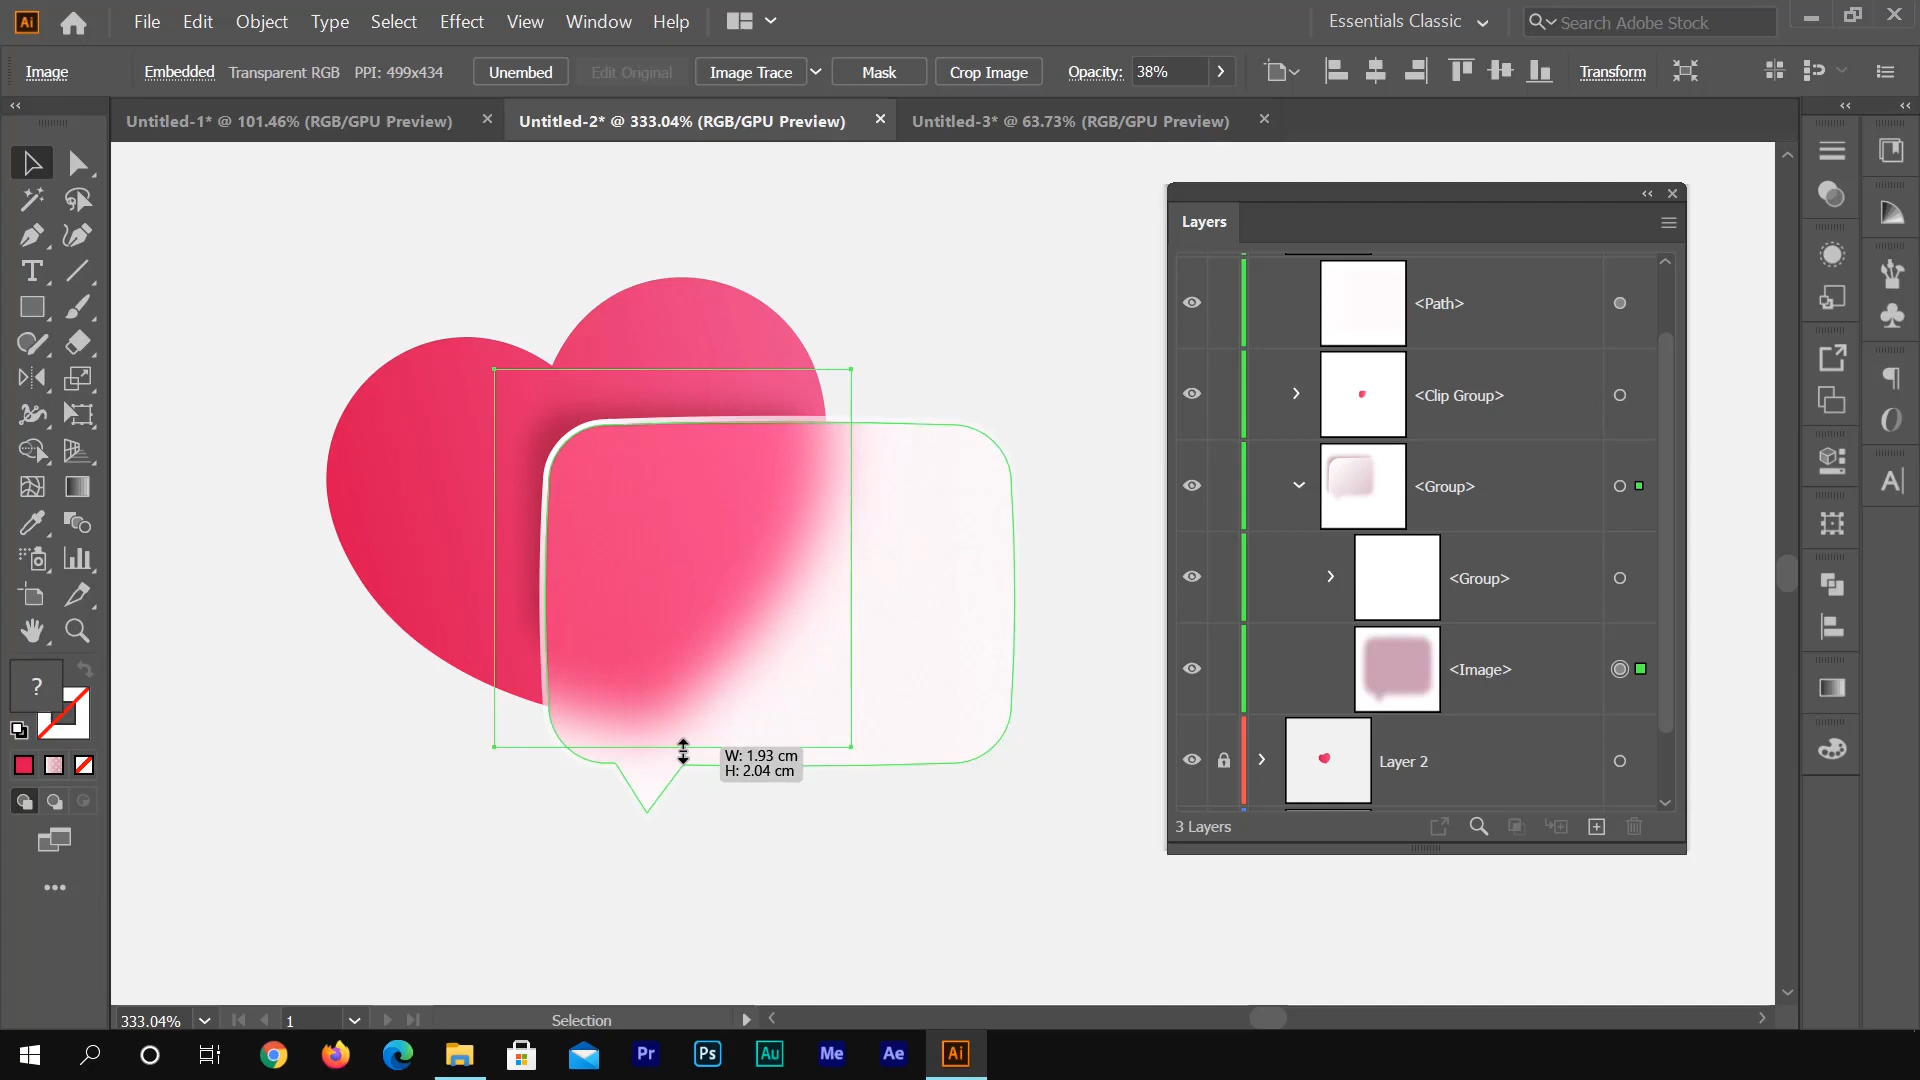 Ai File Edit Object Type Select Effect View Window Help Essentials Classic Search Adobe Stock
Image Embedded Transparent RGB PPI: 499x434 Unembed Edit Original Image Trace Mask Crop Image Opacity: 38% Transform
Untitled-1* @ 101.46% (RGB/GPU Preview) Untitled-2* @ 333.04% (RGB/GPU Preview) Untitled-3* @ 63.73% (RGB/GPU Preview)
Layers
<Path>
<Clip Group>
<Group>
<Group>
<Image>
W: 1.93 cm
H: 2.04 cm
Layer 2
3 Layers
?
333.04% 1 Selection
Pr Ps Au Me Ae Ai